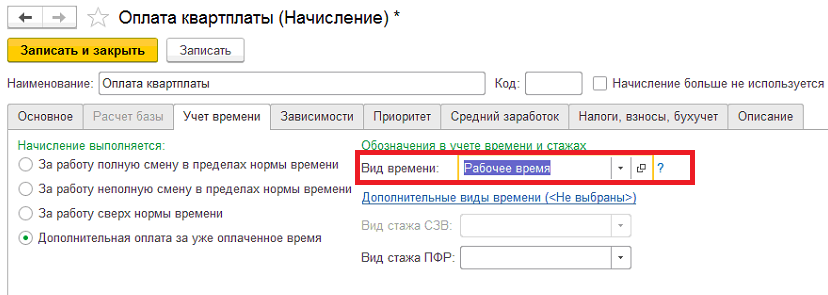 Оплата квартплаты (Начисление) *
Записать и закрыть Записать
Наименование: Оплата квартплаты Код: Начисление больше не используется
Основное Расчет базы Учет времени Зависимости Приоритет Средний заработок Налоги, взносы, бухучет Описание
Начисление выполняется: Обозначения в учете времени и стажах
За работу полную смену в пределах нормы времени Вид времени: Рабочее время ?
За работу неполную смену в пределах нормы времени Дополнительные виды времени (<Не выбраны>)
За работу сверх нормы времени Вид стажа СЗВ:
Дополнительная оплата за уже оплаченное время Вид стажа ПФР: